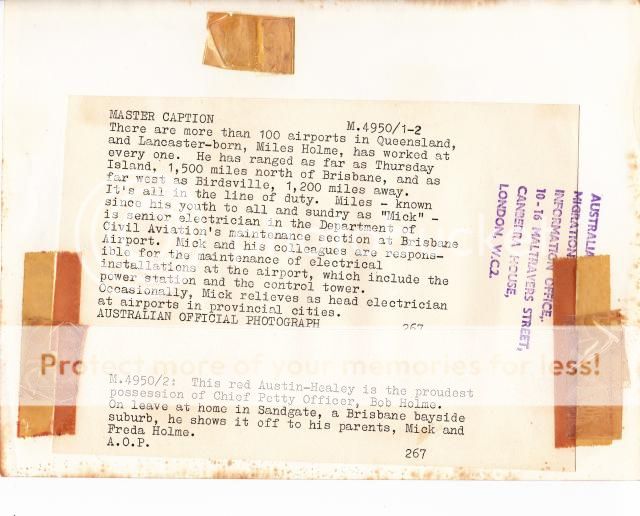 MASTER CAPTION M.4950/1-2
There are more than 100 airports in Queensland,
and Lancaster-born, Miles Holme, has worked at
every one. He has ranged as far as Thursday
Island, 1,500 miles north of Brisbane, and as
far west as Birdsville, 1,200 miles away.
It's all in the line of duty. Miles - known
since his youth to all and sundry as "Mick" -
is senior electrician in the Department of
Civil Aviation's maintenance section at Brisbane
Airport. Mick and his colleagues are respons-
ible for the maintenance of electrical
installations at the airport, which include the
power station and the control tower.
Occasionally, Mick relieves as head electrician
at airports in provincial cities.
AUSTRALIAN OFFICIAL PHOTOGRAPH 267
M.4950/2: This red Austin-Healey is the proudest
possession of Chief Petty Officer, Bob Holme.
On leave at home in Sandgate, a Brisbane bayside
suburb, he shows it off to his parents, Mick and
Freda Holme.
A.O.P. 267
AUSTRALIA
MIGRATION
INFORMATION OFFICE,
10-16 MALTRAVERS STREET,
CANBERRA HOUSE,
LONDON, W.C.2.
Protect more of your memories for less!